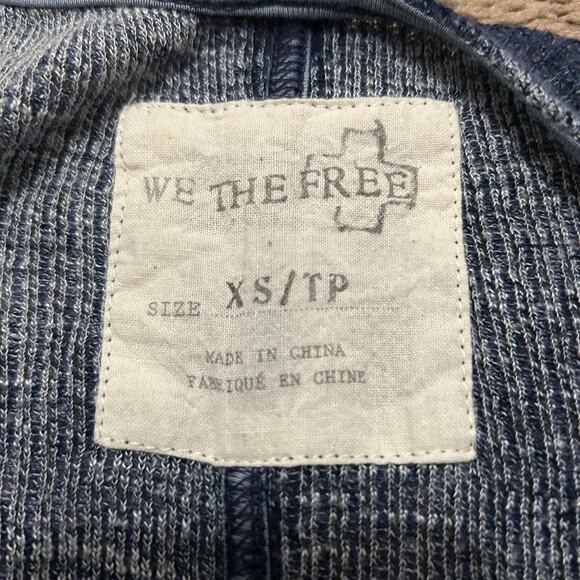 WE THE FREE
SIZE XS/TP
MADE IN CHINA
FABRIQUÉ EN CHINE